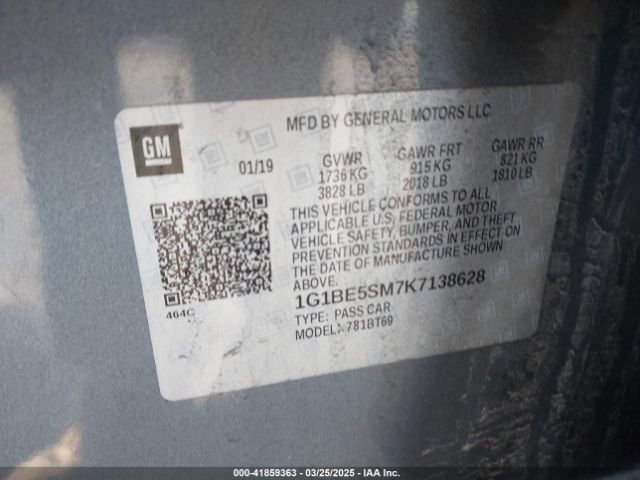 MFD BY GENERAL MOTORS LLC
GM
01/19
GVWR GAWR FRT GAWR RR
1736 KG 915 KG 821 KG
3828 LB 2018 LB 1810 LB
THIS VEHICLE CONFORMS TO ALL
APPLICABLE U.S. FEDERAL MOTOR
VEHICLE SAFETY, BUMPER, AND THEFT
PREVENTION STANDARDS IN EFFECT ON
THE DATE OF MANUFACTURE SHOWN
ABOVE.
1G1BE5SM7K7138628
464C
TYPE: PASS CAR
MODEL: 781BT69
000-41859363 - 03/25/2025 - IAA Inc.